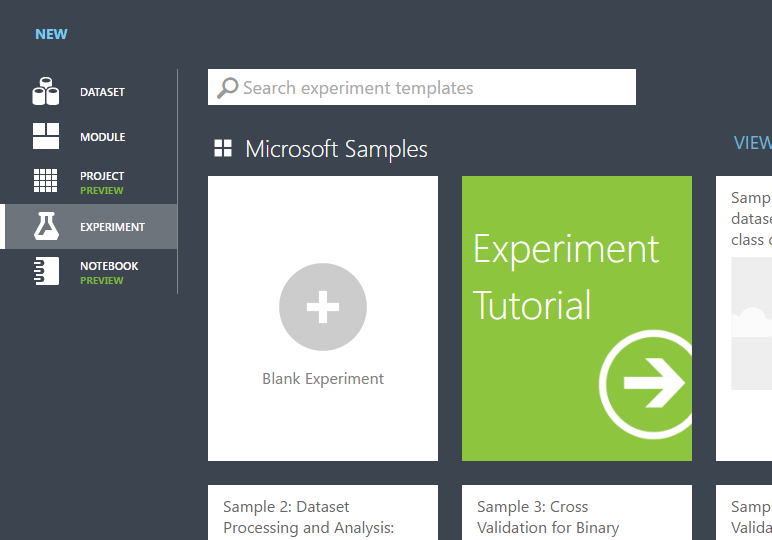 NEW
DATASET
MODULE
PROJECT
PREVIEW
EXPERIMENT
NOTEBOOK
PREVIEW
Search experiment templates
Microsoft Samples
VIEW
Blank Experiment
Experiment
Tutorial
Samp
datase
class
Sample 2: Dataset
Processing and Analysis:
Sample 3: Cross
Validation for Binary
Samp
Valida